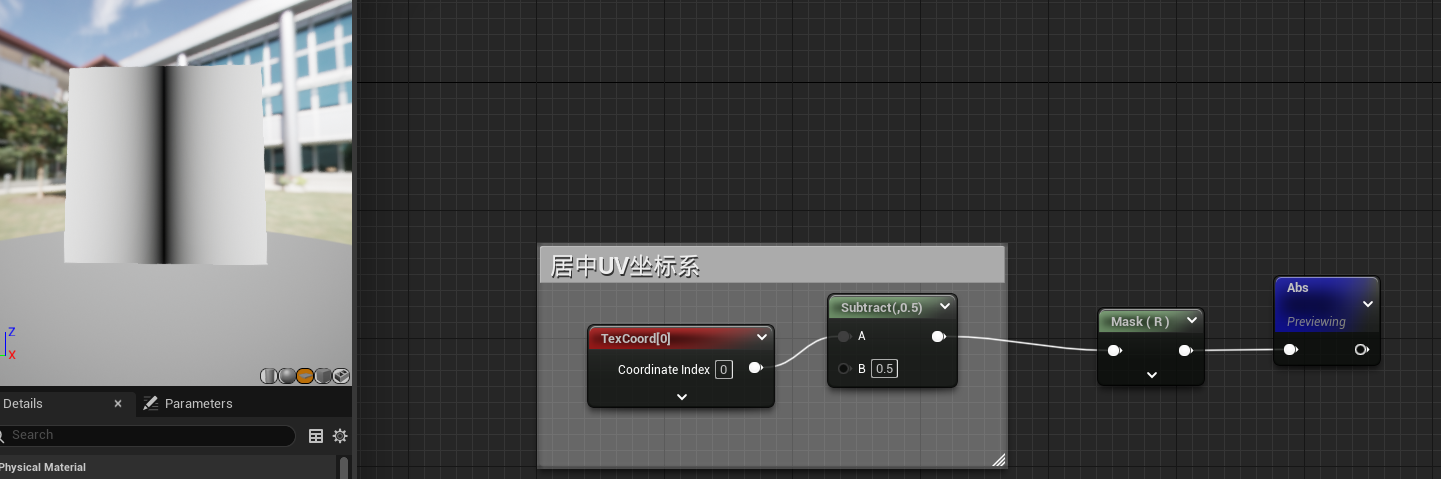 Z
X
Details
×
Parameters
Search
Physical Material
居中UV坐标系
TexCoord[0]
Coordinate Index 0
Subtract(,0.5)
A
B 0.5
Mask ( R )
Abs
Previewing